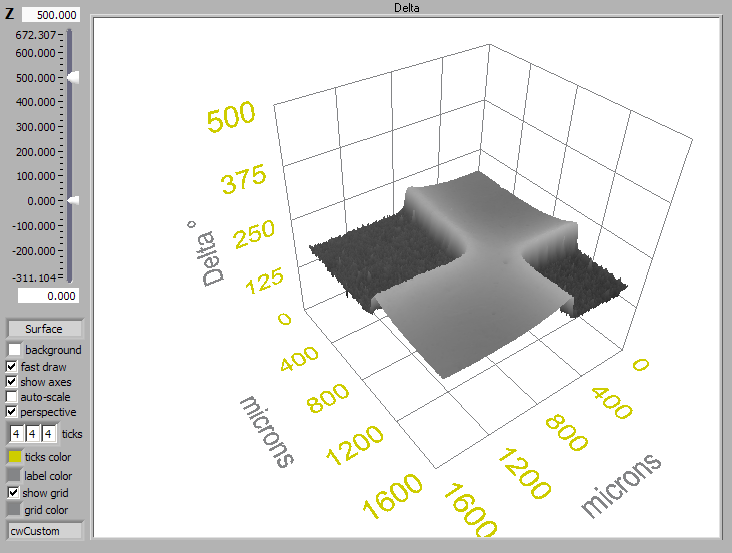 Delta
Z 500.000
672.307
600.000
500.000
400.000
300.000
200.000
100.000
0.000
-100.000
-200.000
-311.104
0.000
Surface
background
fast draw
show axes
auto-scale
perspective
4 4 4 ticks
ticks color
label color
show grid
grid color
cwCustom
500
375
250
125
0
Delta °
400
800
1200
1600
microns
0
400
800
1200
1600
microns